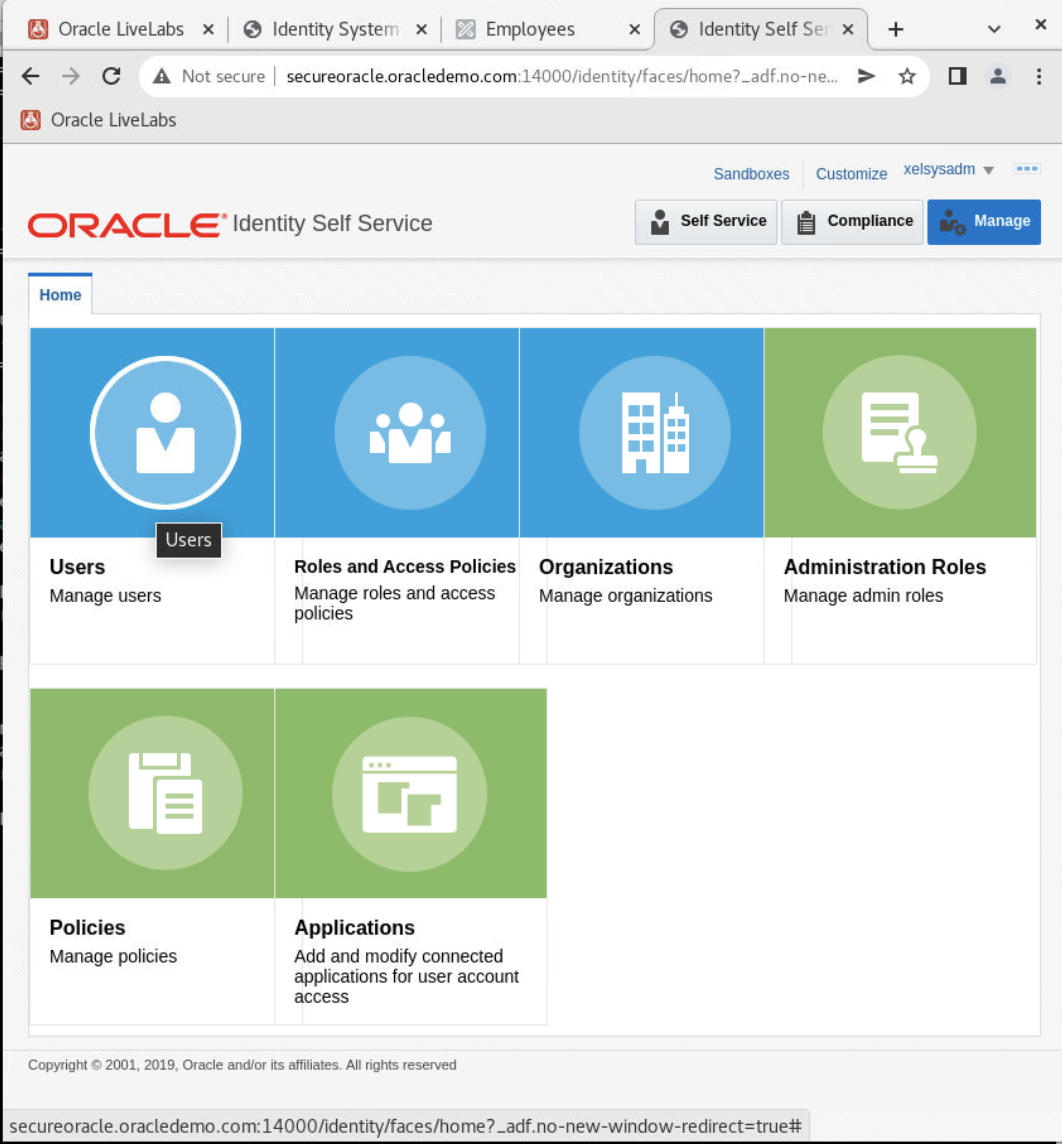 Oracle LiveLabs
Identity System
Employees
Identity Self Ser
Not secure
secureoracle.oracledemo.com:14000/identity/faces/home?_adf.no-ne...
Oracle LiveLabs
Sandboxes
Customize
xelsysadm
ORACLE® Identity Self Service
Self Service
Compliance
Manage
Home
Users
Users
Manage users
Roles and Access Policies
Manage roles and access
policies
Organizations
Manage organizations
Administration Roles
Manage admin roles
Policies
Manage policies
Applications
Add and modify connected
applications for user account
access
Copyright © 2001, 2019, Oracle and/or its affiliates. All rights reserved
secureoracle.oracledemo.com:14000/identity/faces/home?_adf.no-new-window-redirect=true#